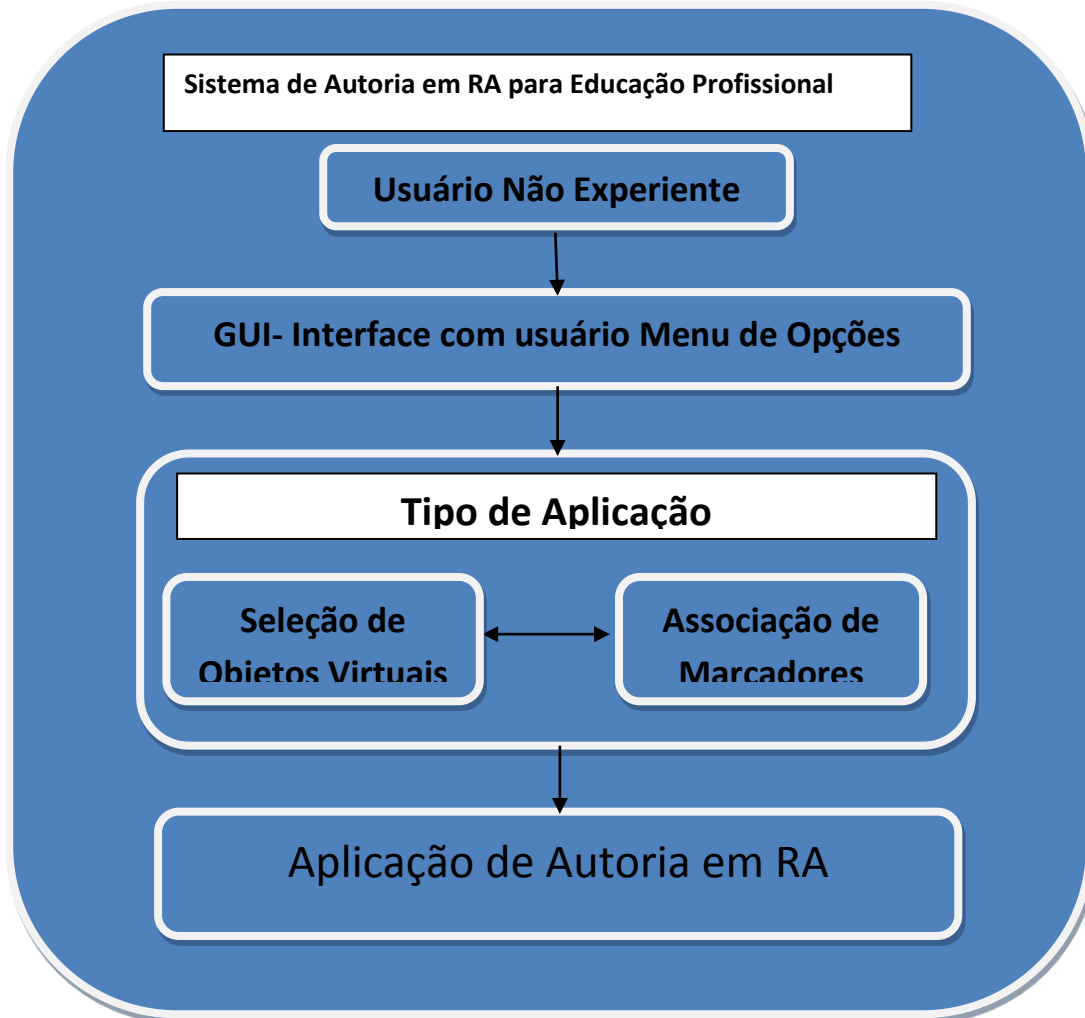 Sistema de Autoria em RA para Educação Profissional
Usuário Não Experiente
GUI- Interface com usuário Menu de Opções
Tipo de Aplicação
Seleção de
Objetos Virtuais
Associação de
Marcadores
Aplicação de Autoria em RA